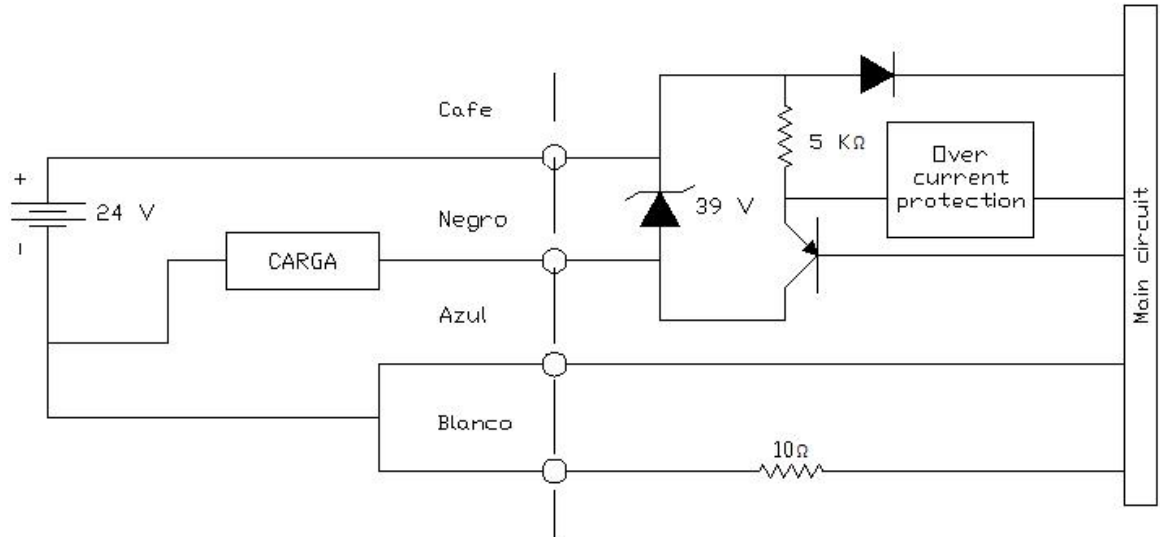 Cafe
5 KΩ
Over
current
protection
+
24 V
-
Negro
39 V
CARGA
Azul
Blanco
10Ω
Main circuit